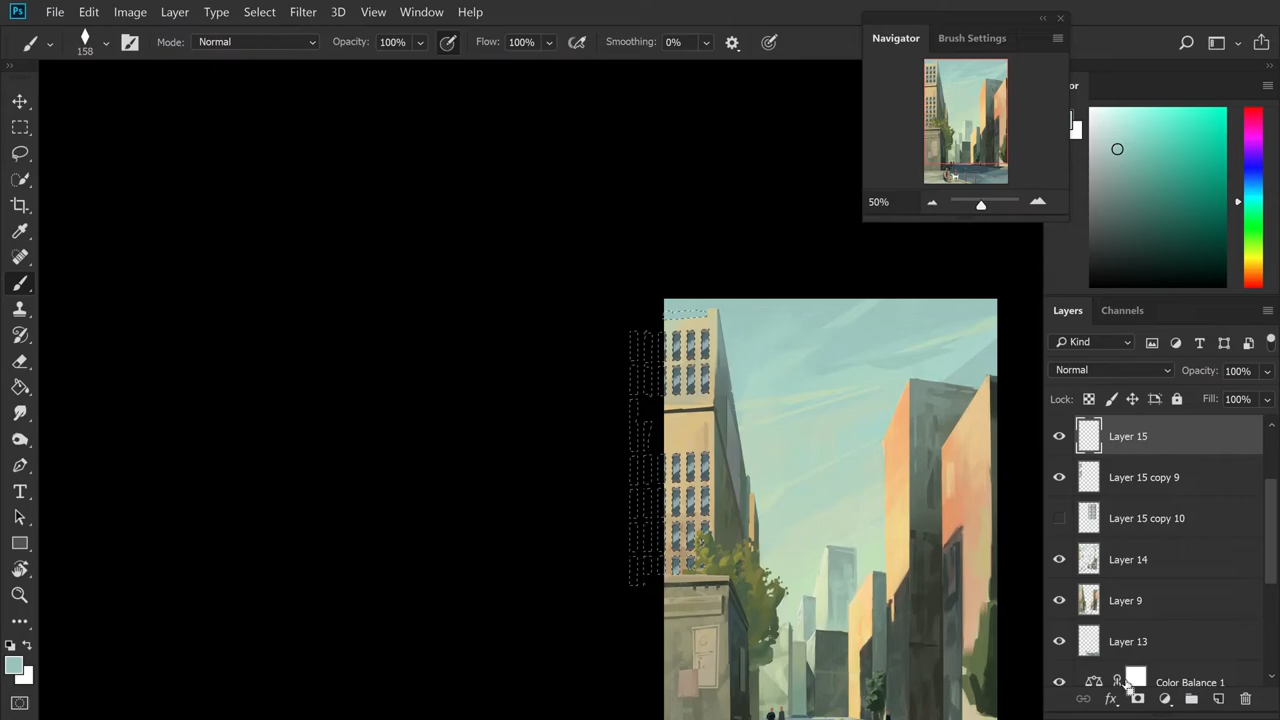 Ps File Edit Image Layer Type Select Filter 3D View Window Help
158 Mode: Normal Opacity: 100% Flow: 100% Smoothing: 0%
Navigator Brush Settings
50%
or
Layers Channels
Kind
Normal Opacity: 100%
Lock: Fill: 100%
Layer 15
Layer 15 copy 9
Layer 15 copy 10
Layer 14
Layer 9
Layer 13
Color Balance 1
fx